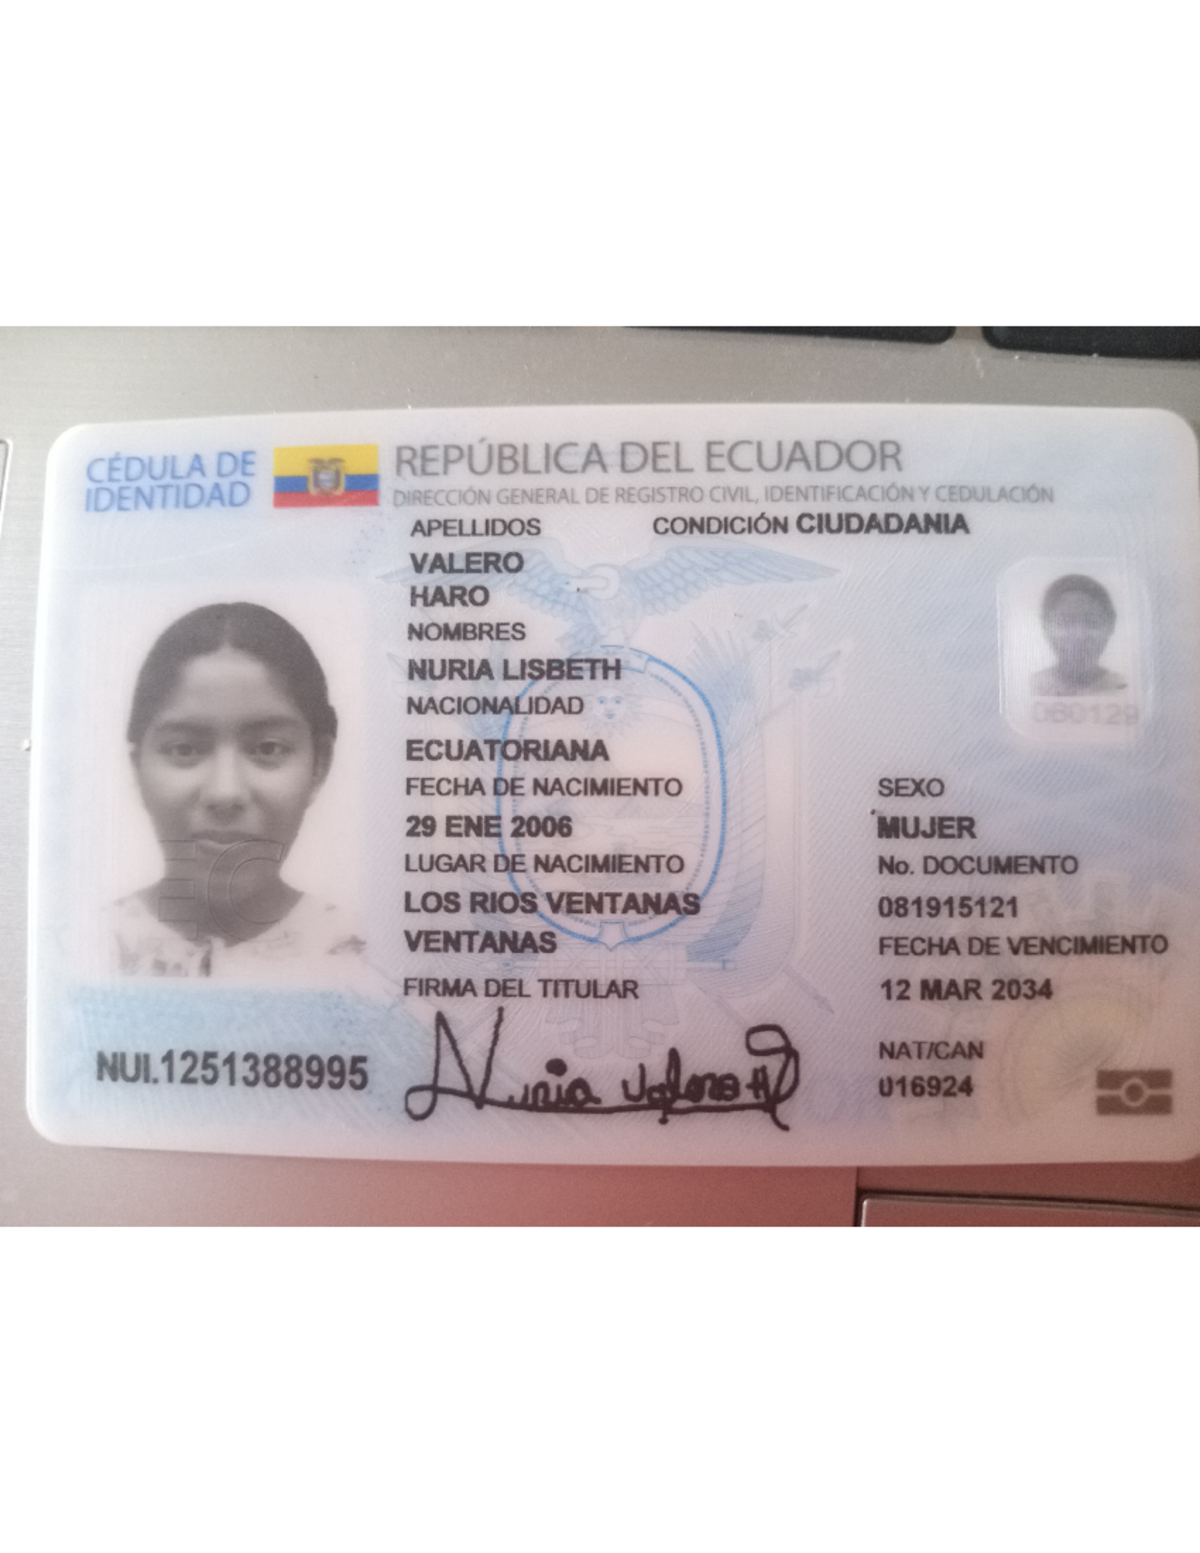 CÉDULA DE
IDENTIDAD
REPÚBLICA DEL ECUADOR
DIRECCIÓN GENERAL DE REGISTRO CIVIL, IDENTIFICACIÓN Y CEDULACIÓN
APELLIDOS
CONDICIÓN CIUDADANIA
VALERO
HARO
NOMBRES
NURIA LISBETH
NACIONALIDAD
ECUATORIANA
FECHA DE NACIMIENTO
29 ENE 2006
LUGAR DE NACIMIENTO
LOS RIOS VENTANAS
VENTANAS
FIRMA DEL TITULAR
Nuria Valero H
060129
SEXO
MUJER
No. DOCUMENTO
081915121
FECHA DE VENCIMIENTO
12 MAR 2034
NAT/CAN
016924
NUI.1251388995
EC